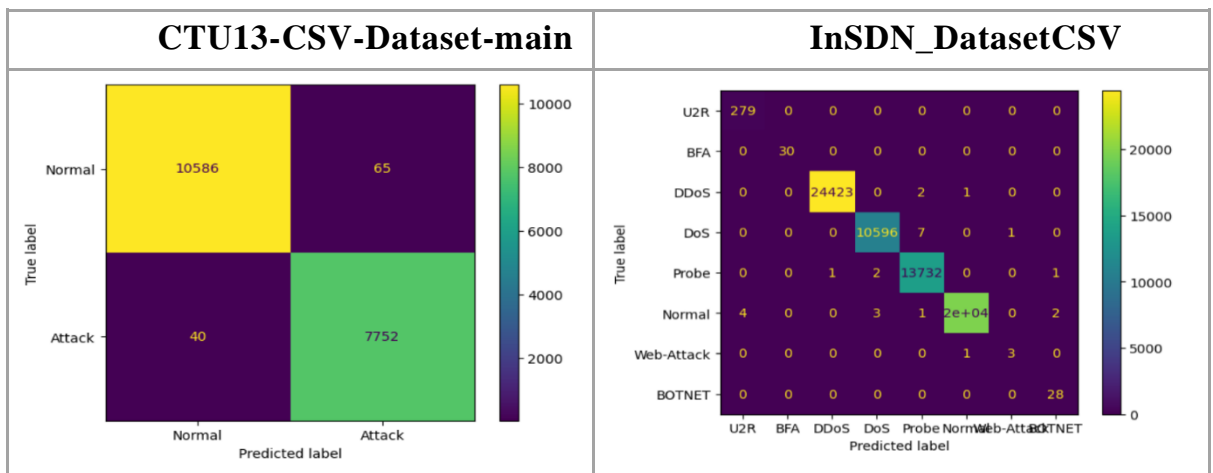 CTU13-CSV-Dataset-main
InSDN_DatasetCSV
True label
Normal 10586 65
Attack 40 7752
Normal Attack
Predicted label
10000
8000
6000
4000
2000
True label
U2R 279 0 0 0 0 0 0 0
BFA 0 30 0 0 0 0 0 0
DDoS 0 0 24423 0 2 1 0 0
DoS 0 0 0 10596 7 0 1 0
Probe 0 0 1 2 13732 0 0 1
Normal 4 0 0 3 1 2e+04 0 2
Web-Attack 0 0 0 0 0 1 3 0
BOTNET 0 0 0 0 0 0 0 28
U2R BFA DDoS DoS Probe Normal Web-Attack BOTNET
Predicted label
20000
15000
10000
5000
0